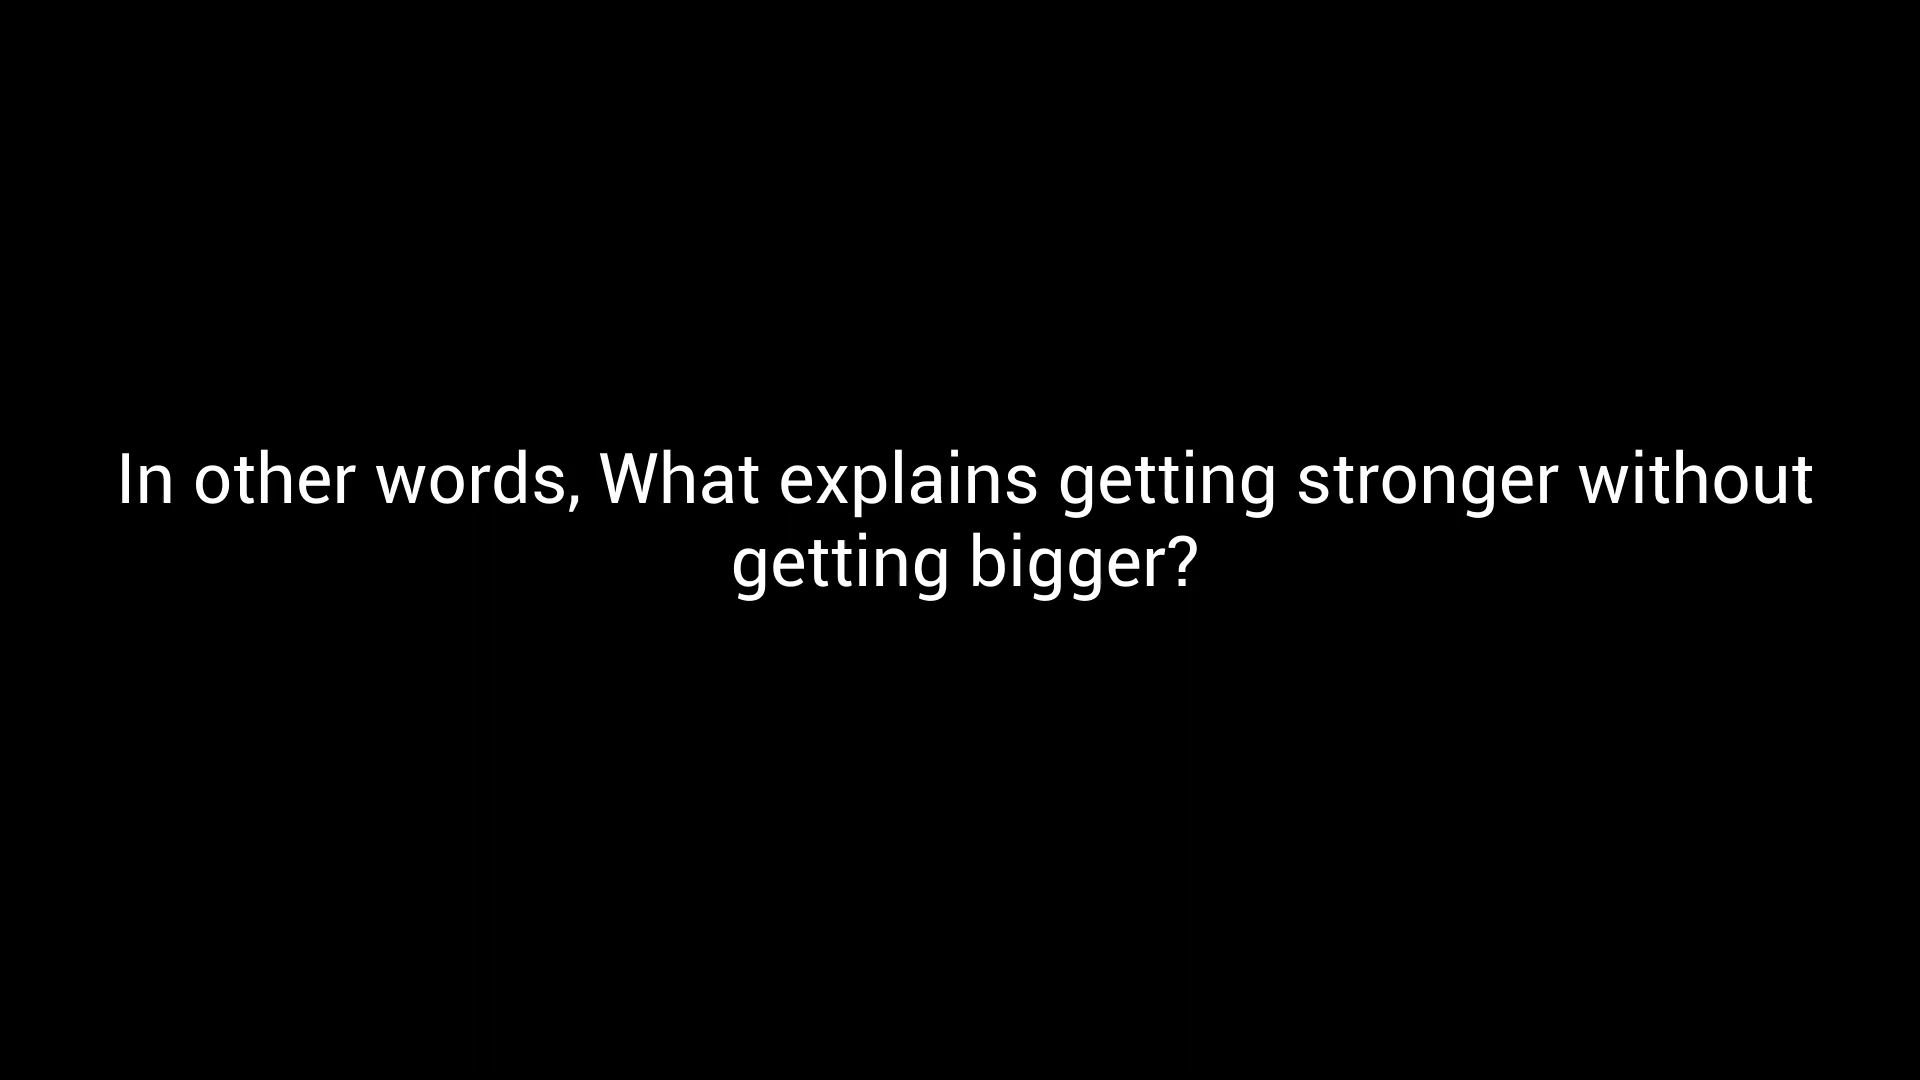 In other words, What explains getting stronger without
getting bigger?